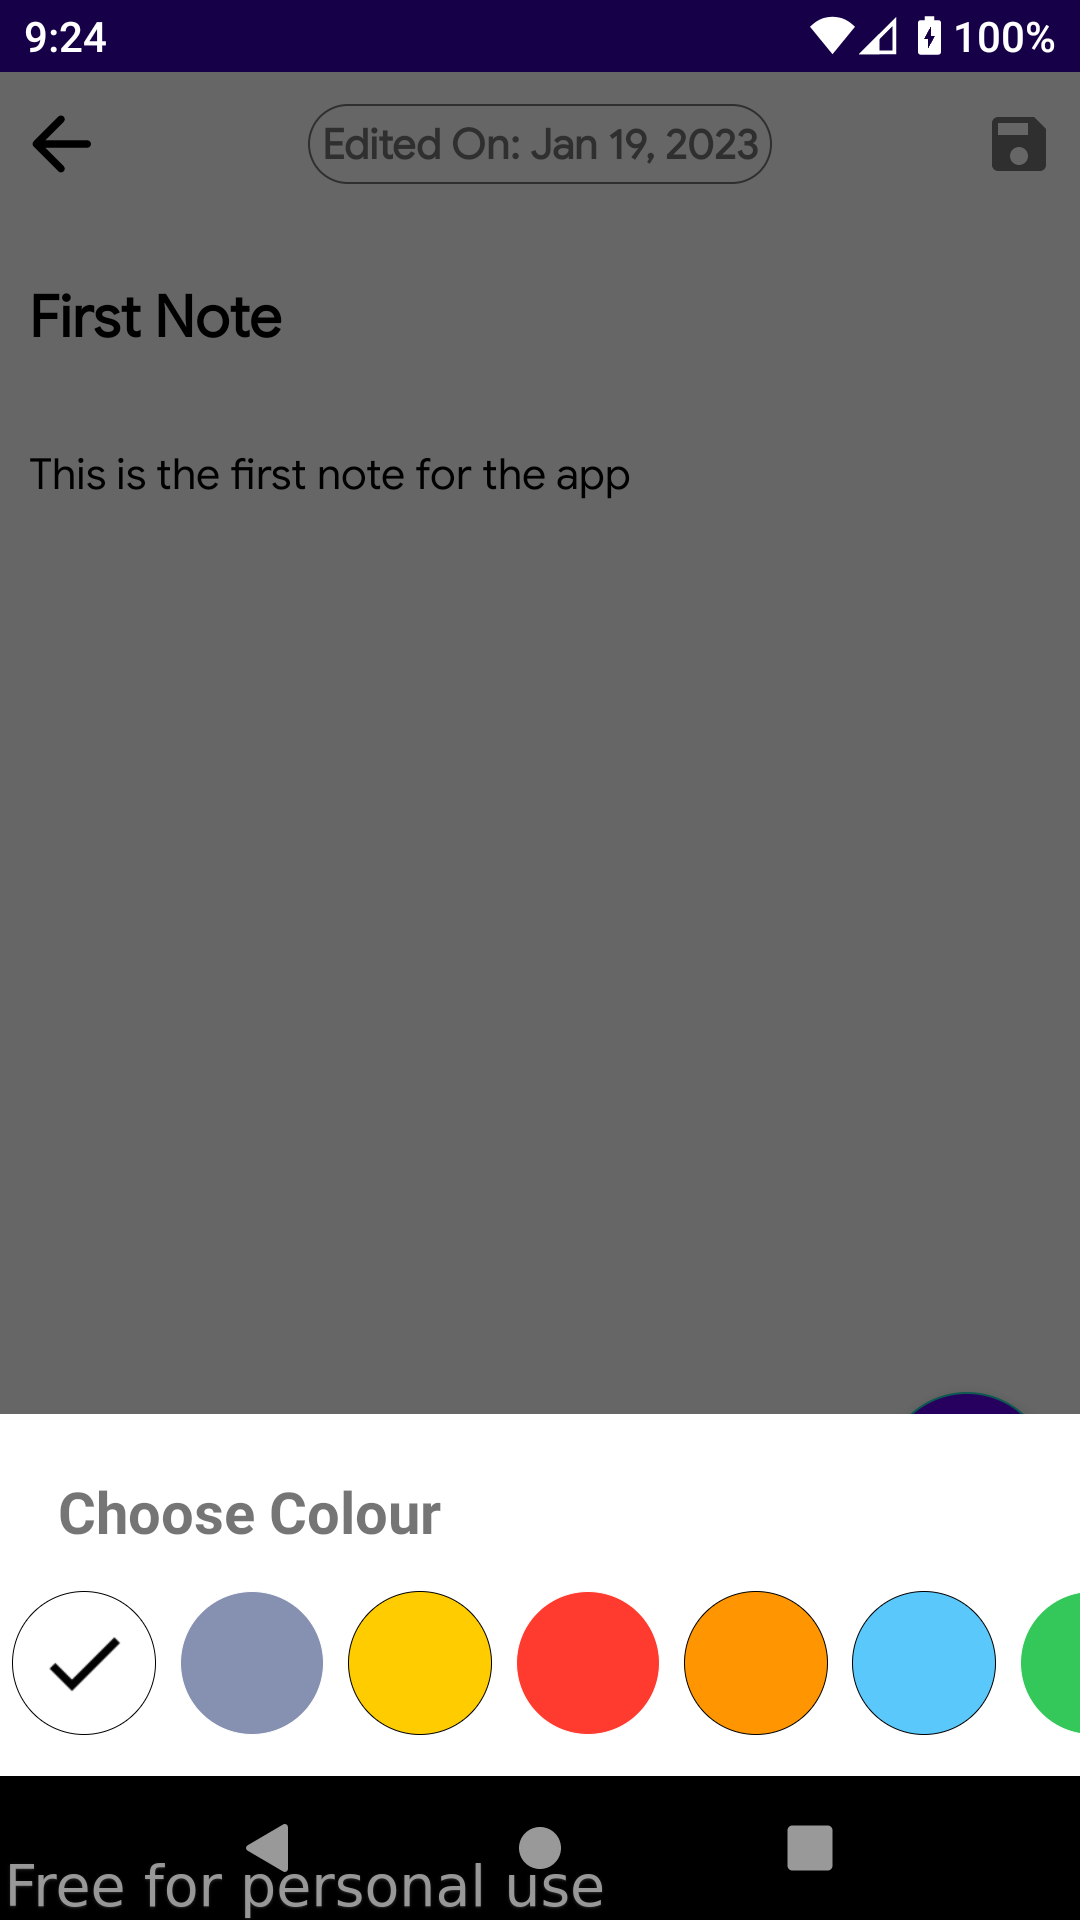 9:24
100%
Edited On: Jan 19, 2023
First Note
This is the first note for the app
Choose Colour
Free for personal use